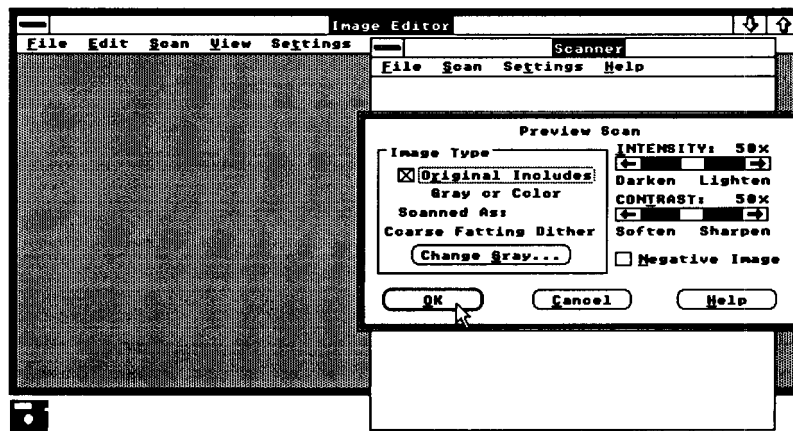 Image Editor
File Edit Scan View Settings
Scanner
File Scan Settings Help
Preview Scan
Image Type
Original Includes
Gray or Color
Scanned As:
Coarse Fatting Dither
Change Gray...
INTENSITY: 50%
Darken Lighten
CONTRAST: 50%
Soften Sharpen
Negative Image
OK Cancel Help